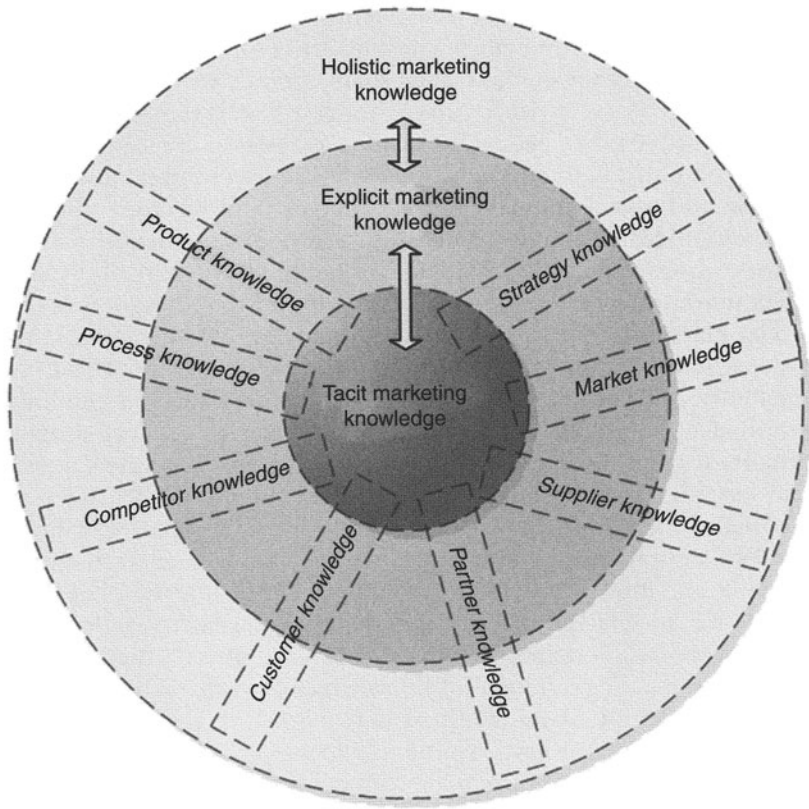 Holistic marketing
knowledge
Explicit marketing
knowledge
Product knowledge
Strategy knowledge
Process knowledge
Market knowledge
Tacit marketing
knowledge
Competitor knowledge
Supplier knowledge
Customer knowledge
Partner knowledge